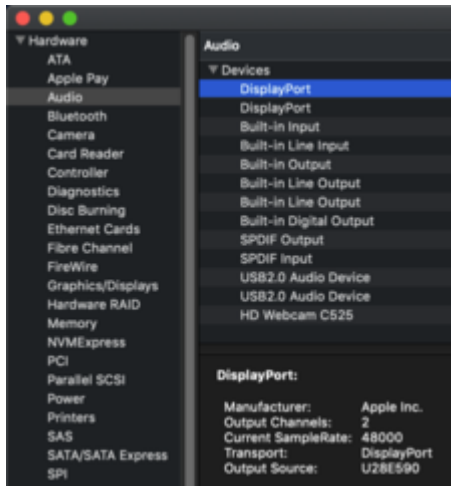 Hardware
ATA
Apple Pay
Audio
Bluetooth
Camera
Card Reader
Controller
Diagnostics
Disc Burning
Ethernet Cards
Fibre Channel
FireWire
Graphics/Displays
Hardware RAID
Memory
NVMExpress
PCI
Parallel SCSI
Power
Printers
SAS
SATA/SATA Express
SPI
Audio
Devices
DisplayPort
DisplayPort
Built-in Input
Built-in Line Input
Built-in Output
Built-in Line Output
Built-in Line Output
Built-in Digital Output
SPDIF Output
SPDIF Input
USB2.0 Audio Device
USB2.0 Audio Device
HD Webcam C525
DisplayPort:
Manufacturer: Apple Inc.
Output Channels: 2
Current SampleRate: 48000
Transport: DisplayPort
Output Source: U28E590